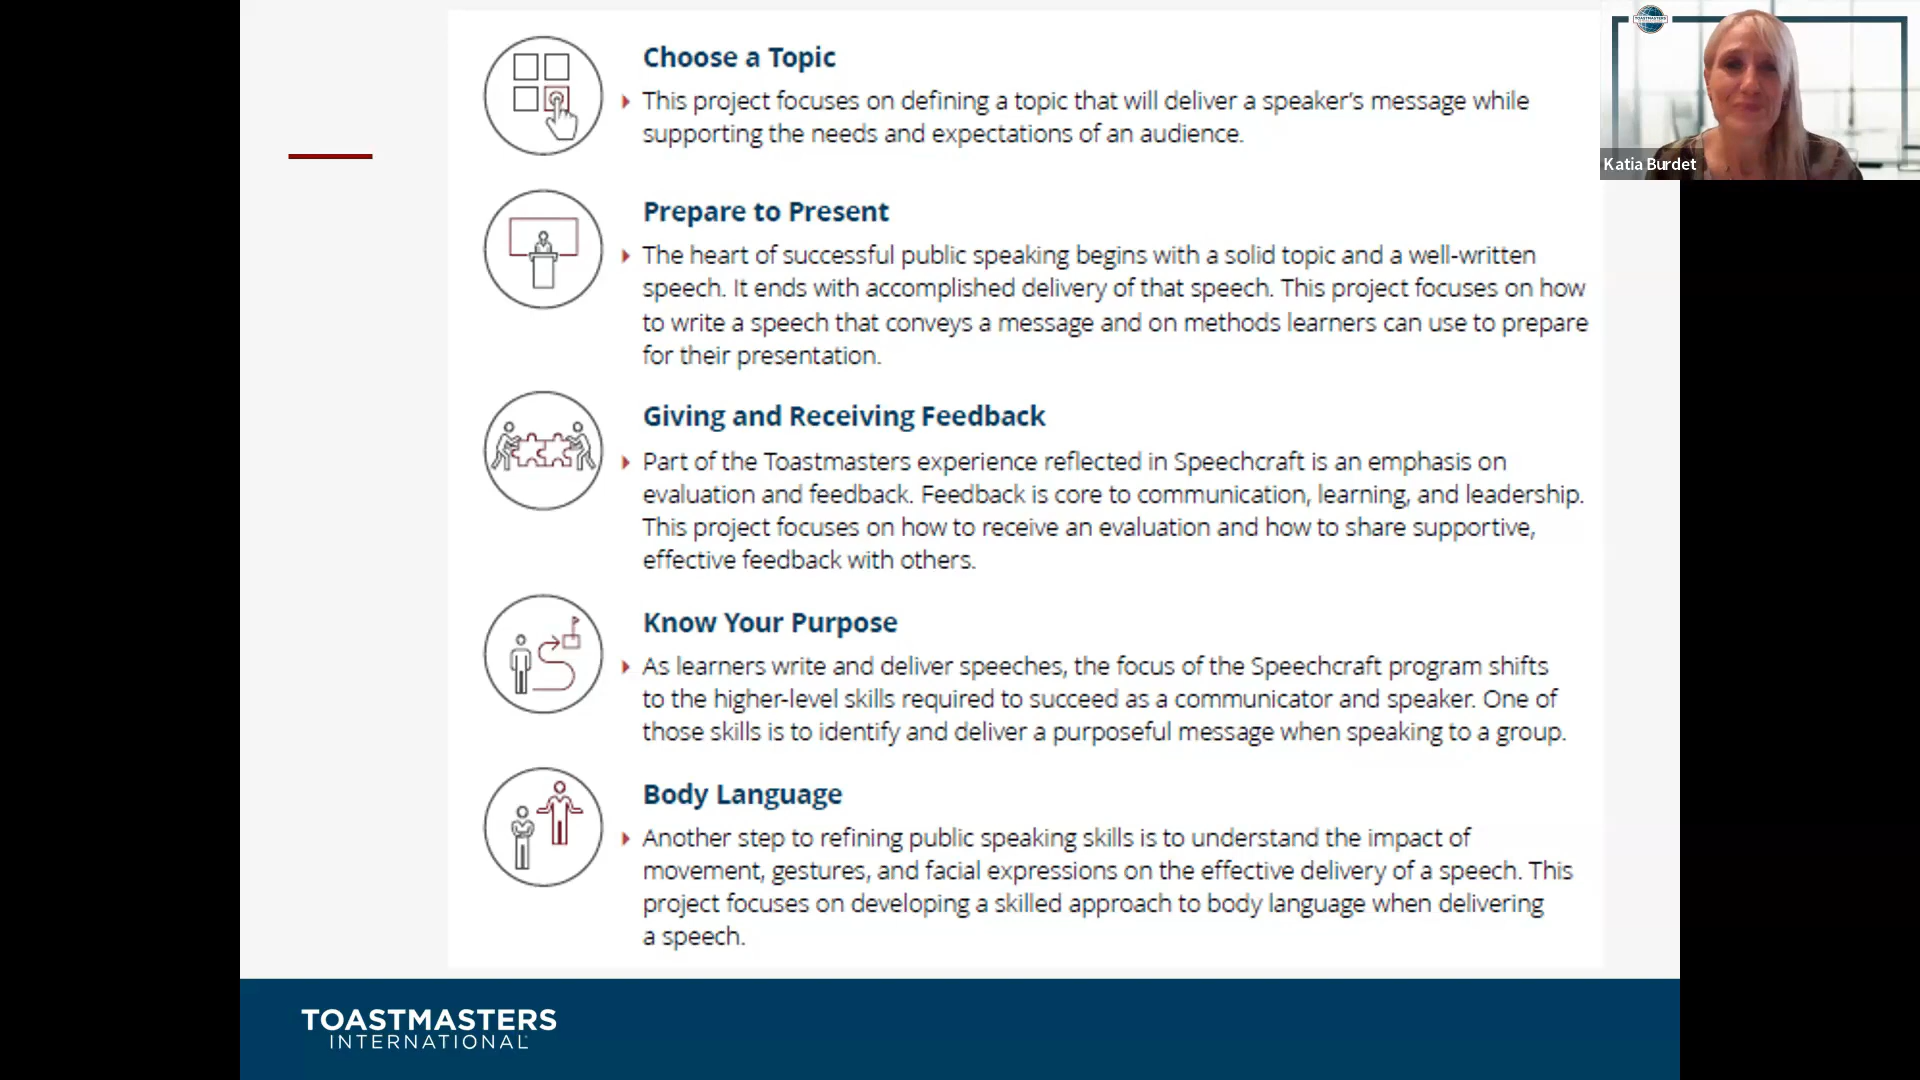 Choose a Topic
This project focuses on defining a topic that will deliver a speaker's message while
supporting the needs and expectations of an audience.
Prepare to Present
The heart of successful public speaking begins with a solid topic and a well-written
speech. It ends with accomplished delivery of that speech. This project focuses on how
to write a speech that conveys a message and on methods learners can use to prepare
for their presentation.
Giving and Receiving Feedback
Part of the Toastmasters experience reflected in Speechcraft is an emphasis on
evaluation and feedback. Feedback is core to communication, learning, and leadership.
This project focuses on how to receive an evaluation and how to share supportive,
effective feedback with others.
Know Your Purpose
As learners write and deliver speeches, the focus of the Speechcraft program shifts
to the higher-level skills required to succeed as a communicator and speaker. One of
those skills is to identify and deliver a purposeful message when speaking to a group.
Body Language
Another step to refining public speaking skills is to understand the impact of
movement, gestures, and facial expressions on the effective delivery of a speech. This
project focuses on developing a skilled approach to body language when delivering
a speech.
TOASTMASTERS
INTERNATIONAL
TOASTMASTERS
Katia Burdet